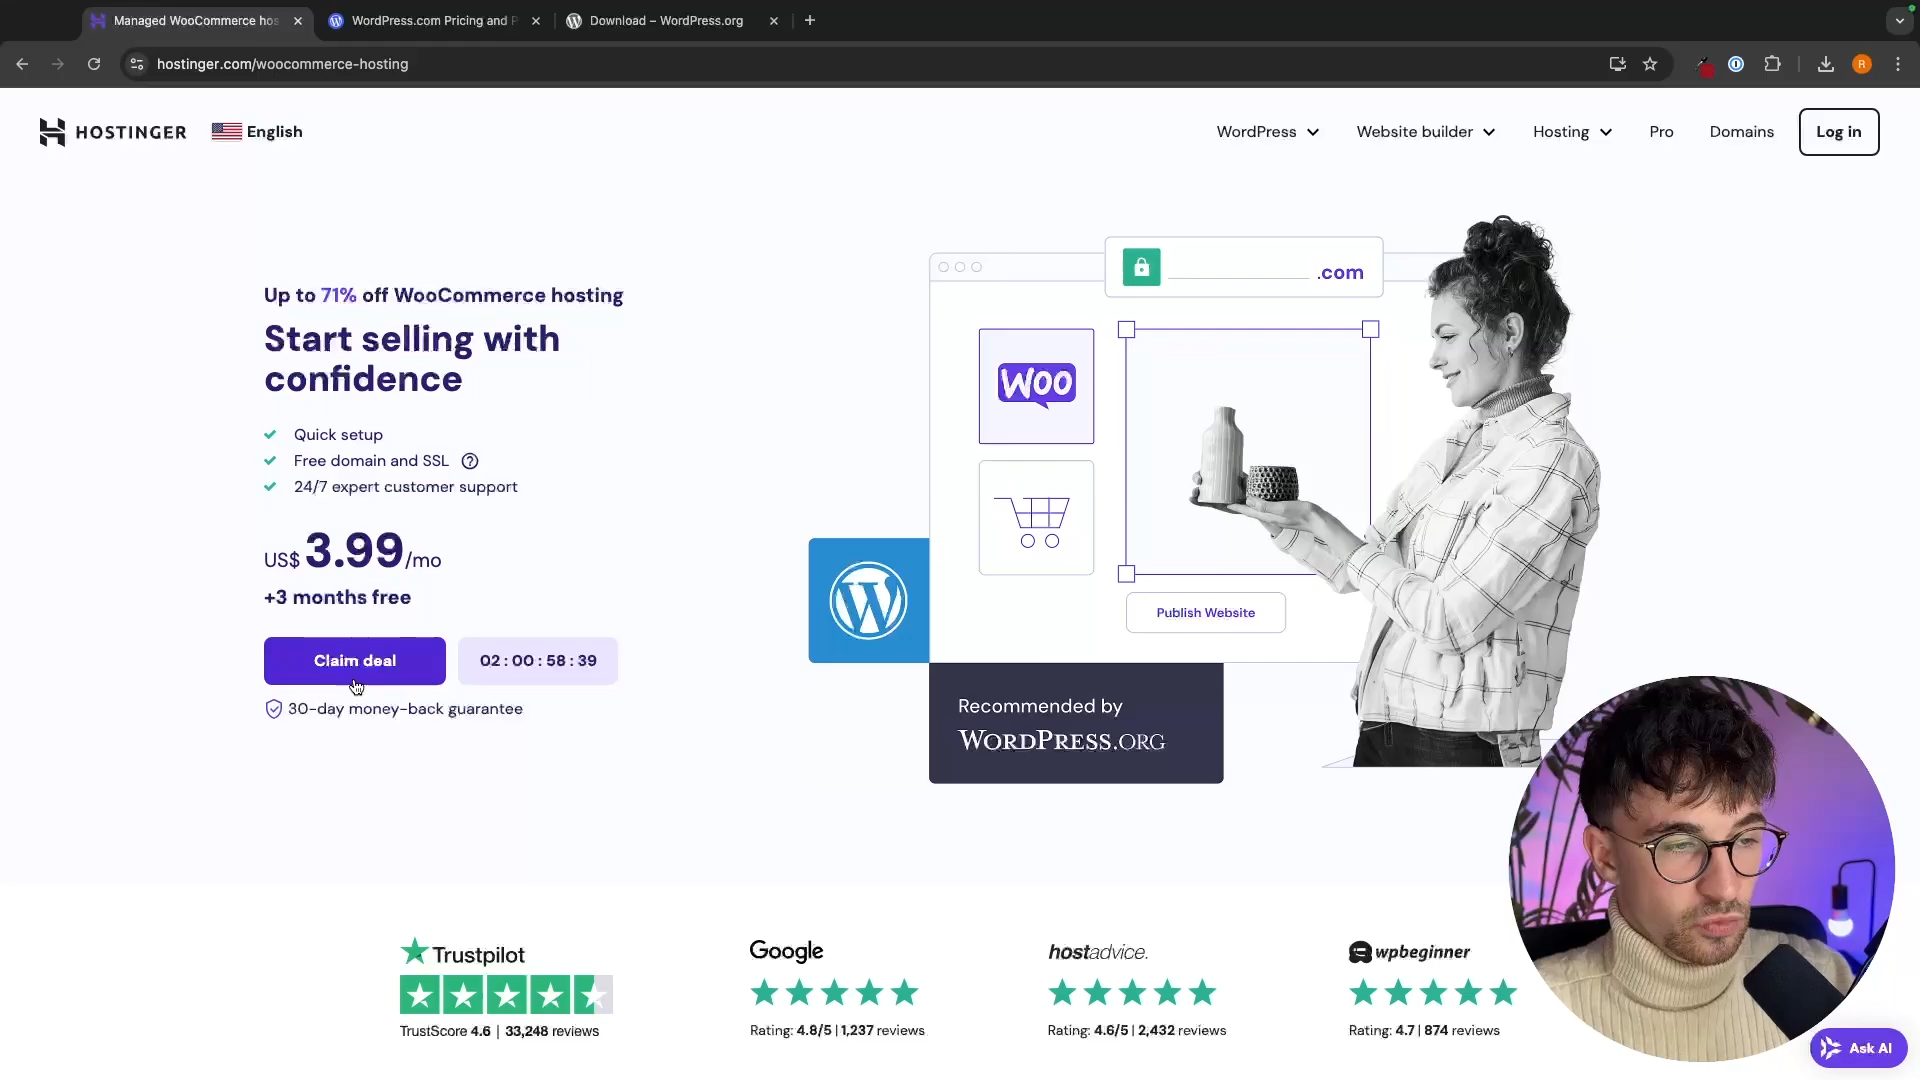 Managed WooCommerce hos
WordPress.com Pricing and P
Download – WordPress.org
hostinger.com/woocommerce-hosting
R
HOSTINGER
English
WordPress
Website builder
Hosting
Pro
Domains
Log in
Up to 71% off WooCommerce hosting
Start selling with
confidence
Quick setup
Free domain and SSL
24/7 expert customer support
US$ 3.99/mo
+3 months free
Claim deal
02 : 00 : 58 : 39
30-day money-back guarantee
.com
Woo
Publish Website
Recommended by
WORDPRESS.ORG
Trustpilot
TrustScore 4.6 | 33,248 reviews
Google
Rating: 4.8/5 | 1,237 reviews
hostadvice.
Rating: 4.6/5 | 2,432 reviews
wpbeginner
Rating: 4.7 | 874 reviews
Ask AI